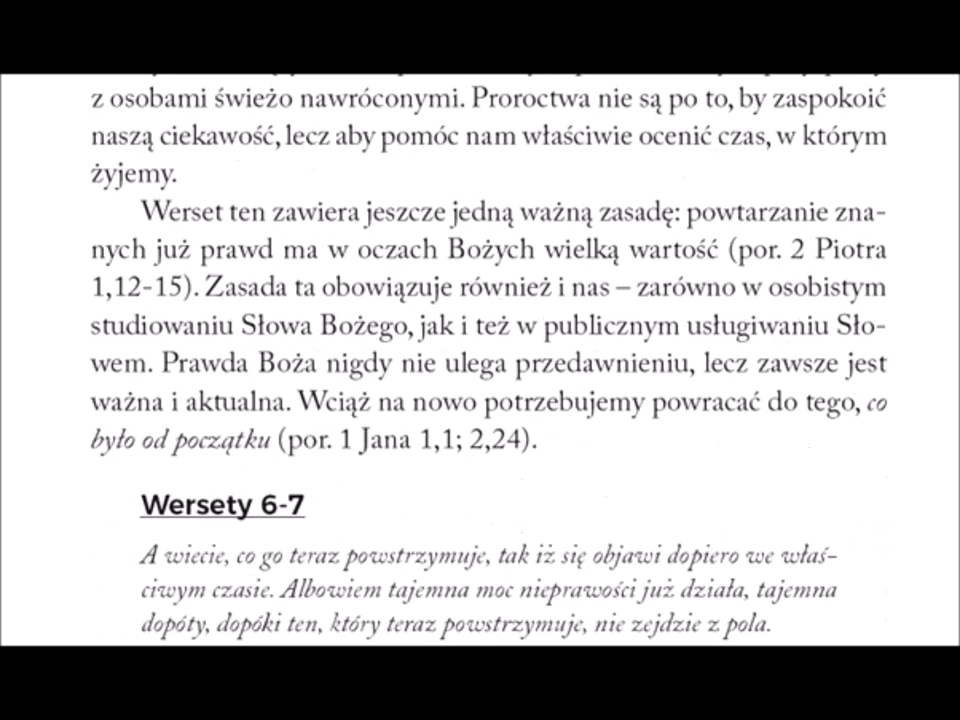 z osobami świeżo nawróconymi. Proroctwa nie są po to, by zaspokoić
naszą ciekawość, lecz aby pomóc nam właściwie ocenić czas, w którym
żyjemy.
Werset ten zawiera jeszcze jedną ważną zasadę: powtarzanie zna-
nych już prawd ma w oczach Bożych wielką wartość (por. 2 Piotra
1,12-15). Zasada ta obowiązuje również i nas – zarówno w osobistym
studiowaniu Słowa Bożego, jak i też w publicznym usługiwaniu Sło-
wem. Prawda Boża nigdy nie ulega przedawnieniu, lecz zawsze jest
ważna i aktualna. Wciąż na nowo potrzebujemy powracać do tego, co
było od początku (por. 1 Jana 1,1; 2,24).
Wersety 6-7
A wiecie, co go teraz powstrzymuje, tak iż się objawi dopiero we właś-
ciwym czasie. Albowiem tajemna moc nieprawości już działa, tajemna
dopóty, dopóki ten, który teraz powstrzymuje, nie zejdzie z pola.